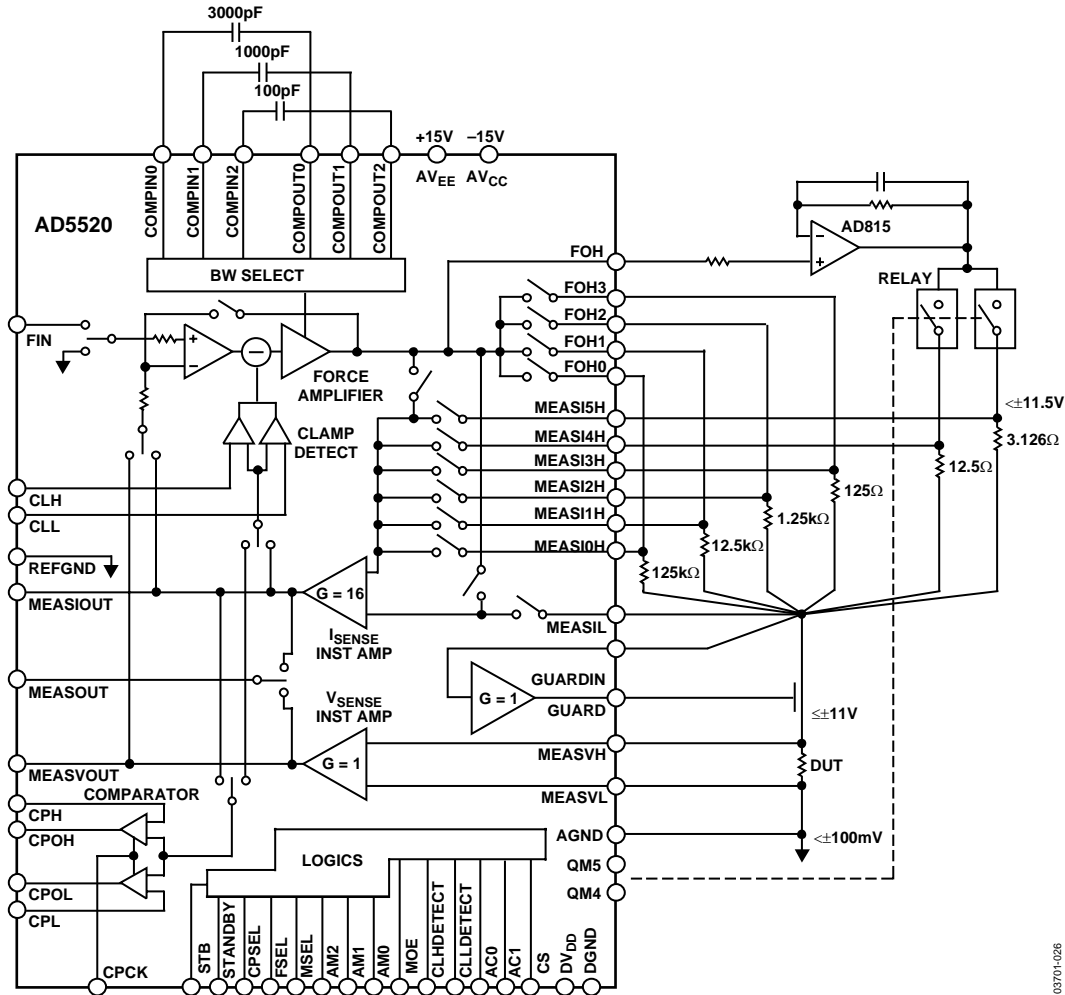 3000pF
1000pF
100pF
+15V –15V
AVEE AVCC
COMPIN0
COMPIN1
COMPIN2
COMPOUT0
COMPOUT1
COMPOUT2
AD5520
BW SELECT
AD815
FOH
RELAY
FOH3
FOH2
FOH1
FOH0
FIN
FORCE
AMPLIFIER
CLAMP
DETECT
MEASI5H
MEASI4H
MEASI3H
MEASI2H
MEASI1H
MEASI0H
<±11.5V
3.126Ω
12.5Ω
125Ω
1.25kΩ
12.5kΩ
125kΩ
CLH
CLL
REFGND
MEASIOUT
G = 16
ISENSE
INST AMP
MEASIL
GUARDIN
GUARD
G = 1
MEASOUT
VSENSE
INST AMP
≤±11V
MEASVH
G = 1
DUT
MEASVL
MEASVOUT
COMPARATOR
CPH
CPOH
CPOL
CPL
AGND
<±100mV
QM5
QM4
LOGICS
CPCK
STB
STANDBY
CPSEL
FSEL
MSEL
AM2
AM1
AM0
MOE
CLHDETECT
CLLDETECT
AC0
AC1
CS
DVDD
DGND
03701-026